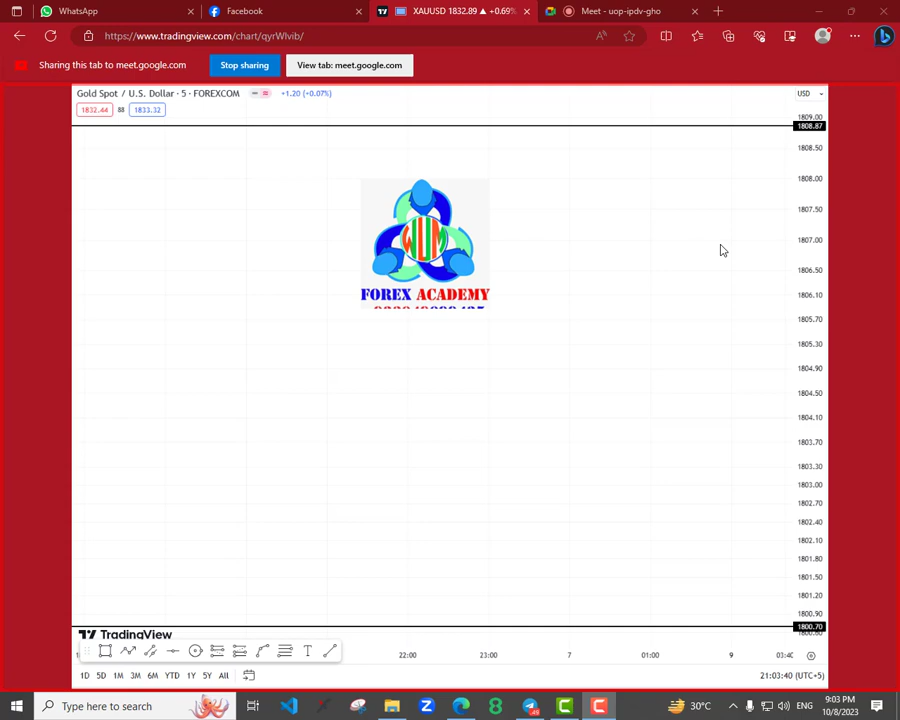 WhatsApp
Facebook
XAUUSD 1832.89 ▲ +0.69%
Meet - uop-ipdv-gho
https://www.tradingview.com/chart/qyrWlvib/
Sharing this tab to meet.google.com
Stop sharing
View tab: meet.google.com
Gold Spot / U.S. Dollar · 5 · FOREXCOM
+1.20 (+0.07%)
USD
1832.44
88
1833.32
1809.00
1808.87
1808.50
1808.00
1807.50
1807.00
1806.50
1806.10
1805.70
1805.30
1804.90
1804.50
1804.10
1803.70
1803.30
1803.00
1802.70
1802.40
1802.10
1801.80
1801.50
1801.20
1800.90
1800.70
FOREX ACADEMY
TradingView
22:00
23:00
7
01:00
9
03:4
1D 5D 1M 3M 6M YTD 1Y 5Y All
21:03:40 (UTC+5)
Type here to search
30°C
ENG
9:03 PM
10/8/2023